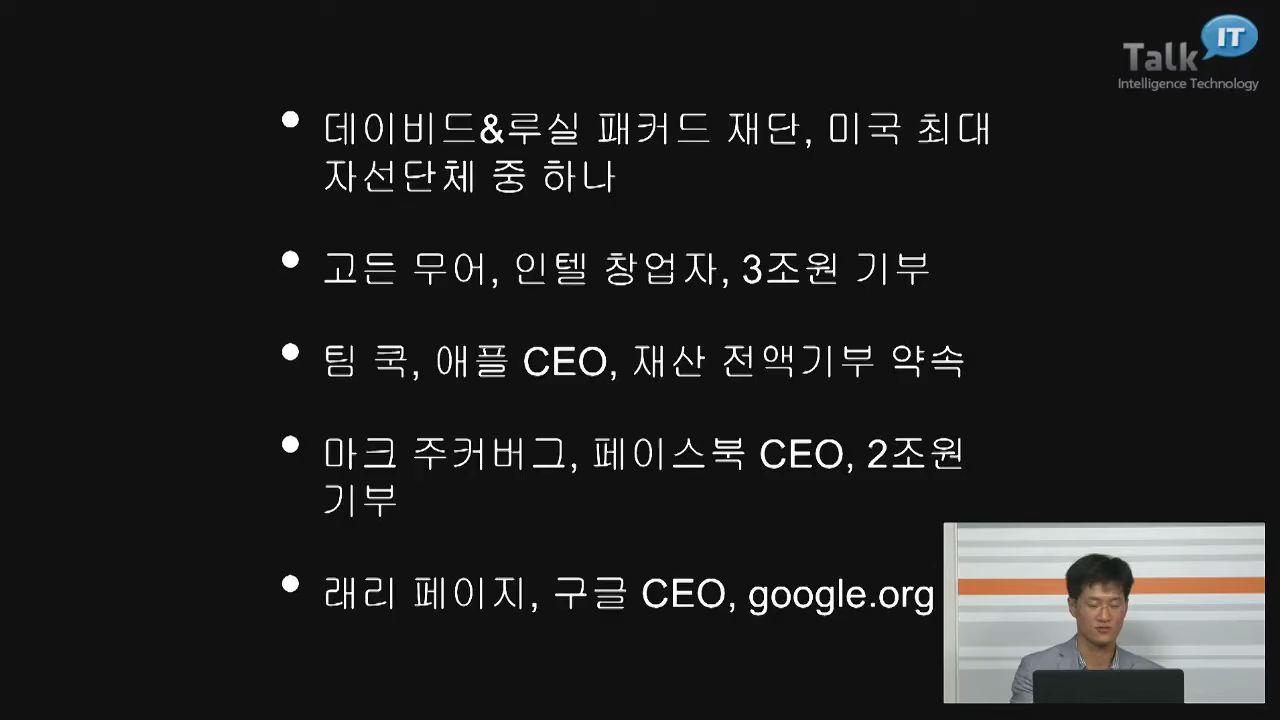 Talk IT
Intelligence Technology
• 데이비드&루실 패커드 재단, 미국 최대
자선단체 중 하나
• 고든 무어, 인텔 창업자, 3조원 기부
• 팀 쿡, 애플 CEO, 재산 전액기부 약속
• 마크 주커버그, 페이스북 CEO, 2조원
기부
• 래리 페이지, 구글 CEO, google.org